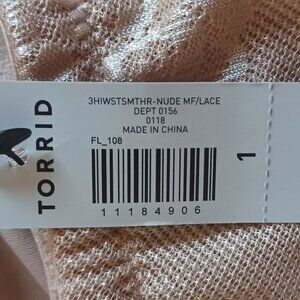 TORRID
3HIWSTSMTHR-NUDE MF/LACE
DEPT 0156
0118
MADE IN CHINA
FL_108
11184906
1